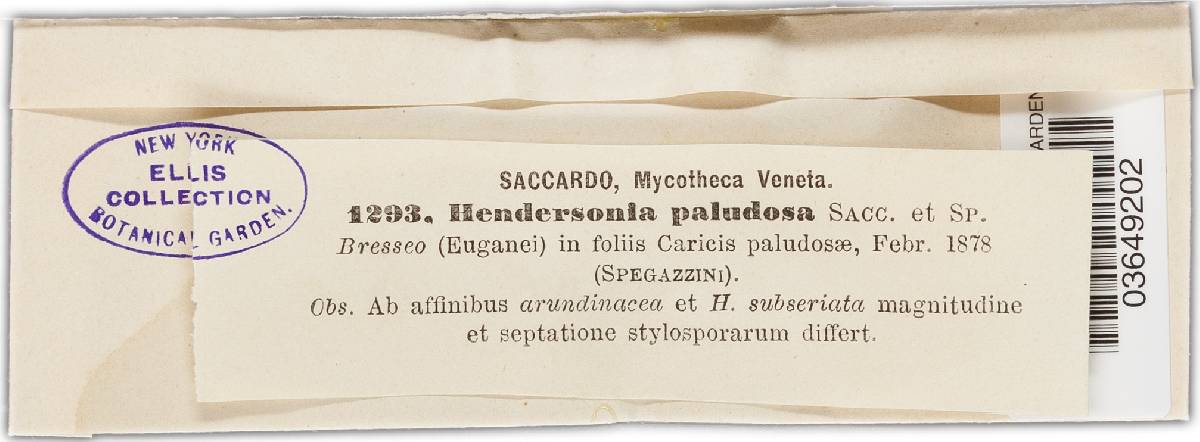 NEW YORK
ELLIS
COLLECTION
BOTANICAL GARDEN.
SACCARDO, Mycotheca Veneta.
1293. Hendersonia paludosa SACC. et SP.
Bresseo (Euganei) in foliis Caricis paludosæ, Febr. 1878
(SPEGAZZINI).
Obs. Ab affinibus arundinacea et H. subseriata magnitudine
et septatione stylosporarum differt.
ARDEN
03649202